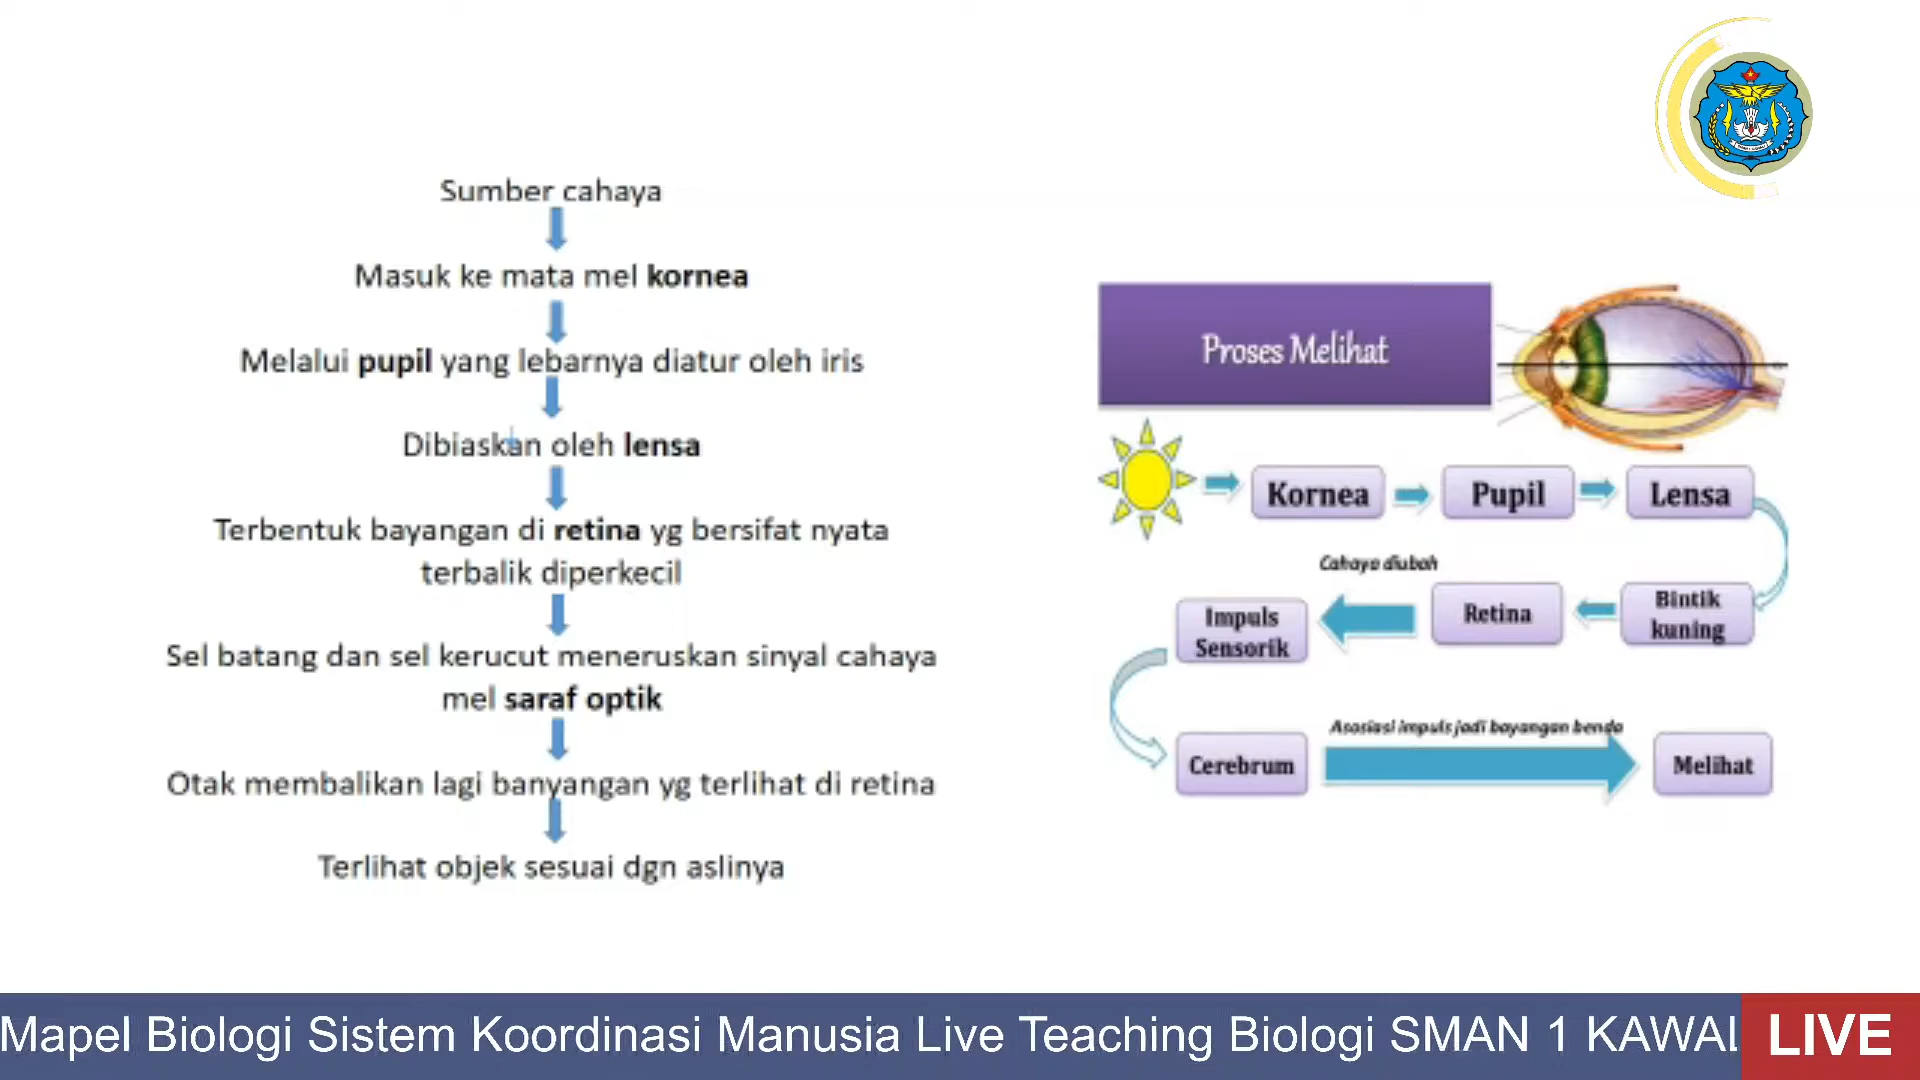 Sumber cahaya
Masuk ke mata mel kornea
Melalui pupil yang lebarnya diatur oleh iris
Dibiaskan oleh lensa
Terbentuk bayangan di retina yg bersifat nyata
terbalik diperkecil
Sel batang dan sel kerucut meneruskan sinyal cahaya
mel saraf optik
Otak membalikan lagi banyangan yg terlihat di retina
Terlihat objek sesuai dgn aslinya
Proses Melihat
Kornea
Pupil
Lensa
Cahaya diubah
Impuls
Sensorik
Retina
Bintik
kuning
Asosiasi impuls jadi bayangan benda
Cerebrum
Melihat
Mapel Biologi Sistem Koordinasi Manusia Live Teaching Biologi SMAN 1 KAWAL
LIVE